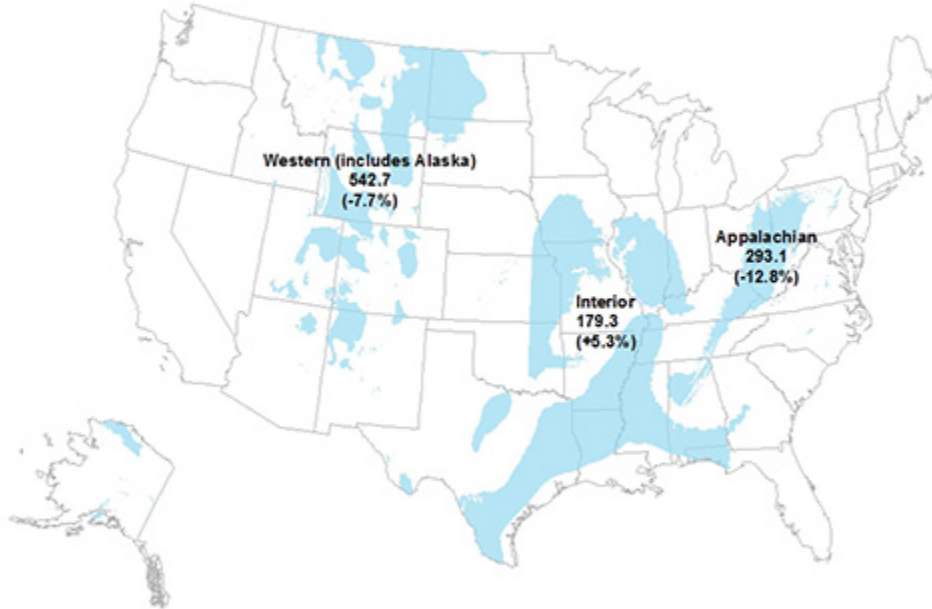 Western (includes Alaska)
542.7
(-7.7%)
Appalachian
293.1
(-12.8%)
Interior
179.3
(+5.3%)